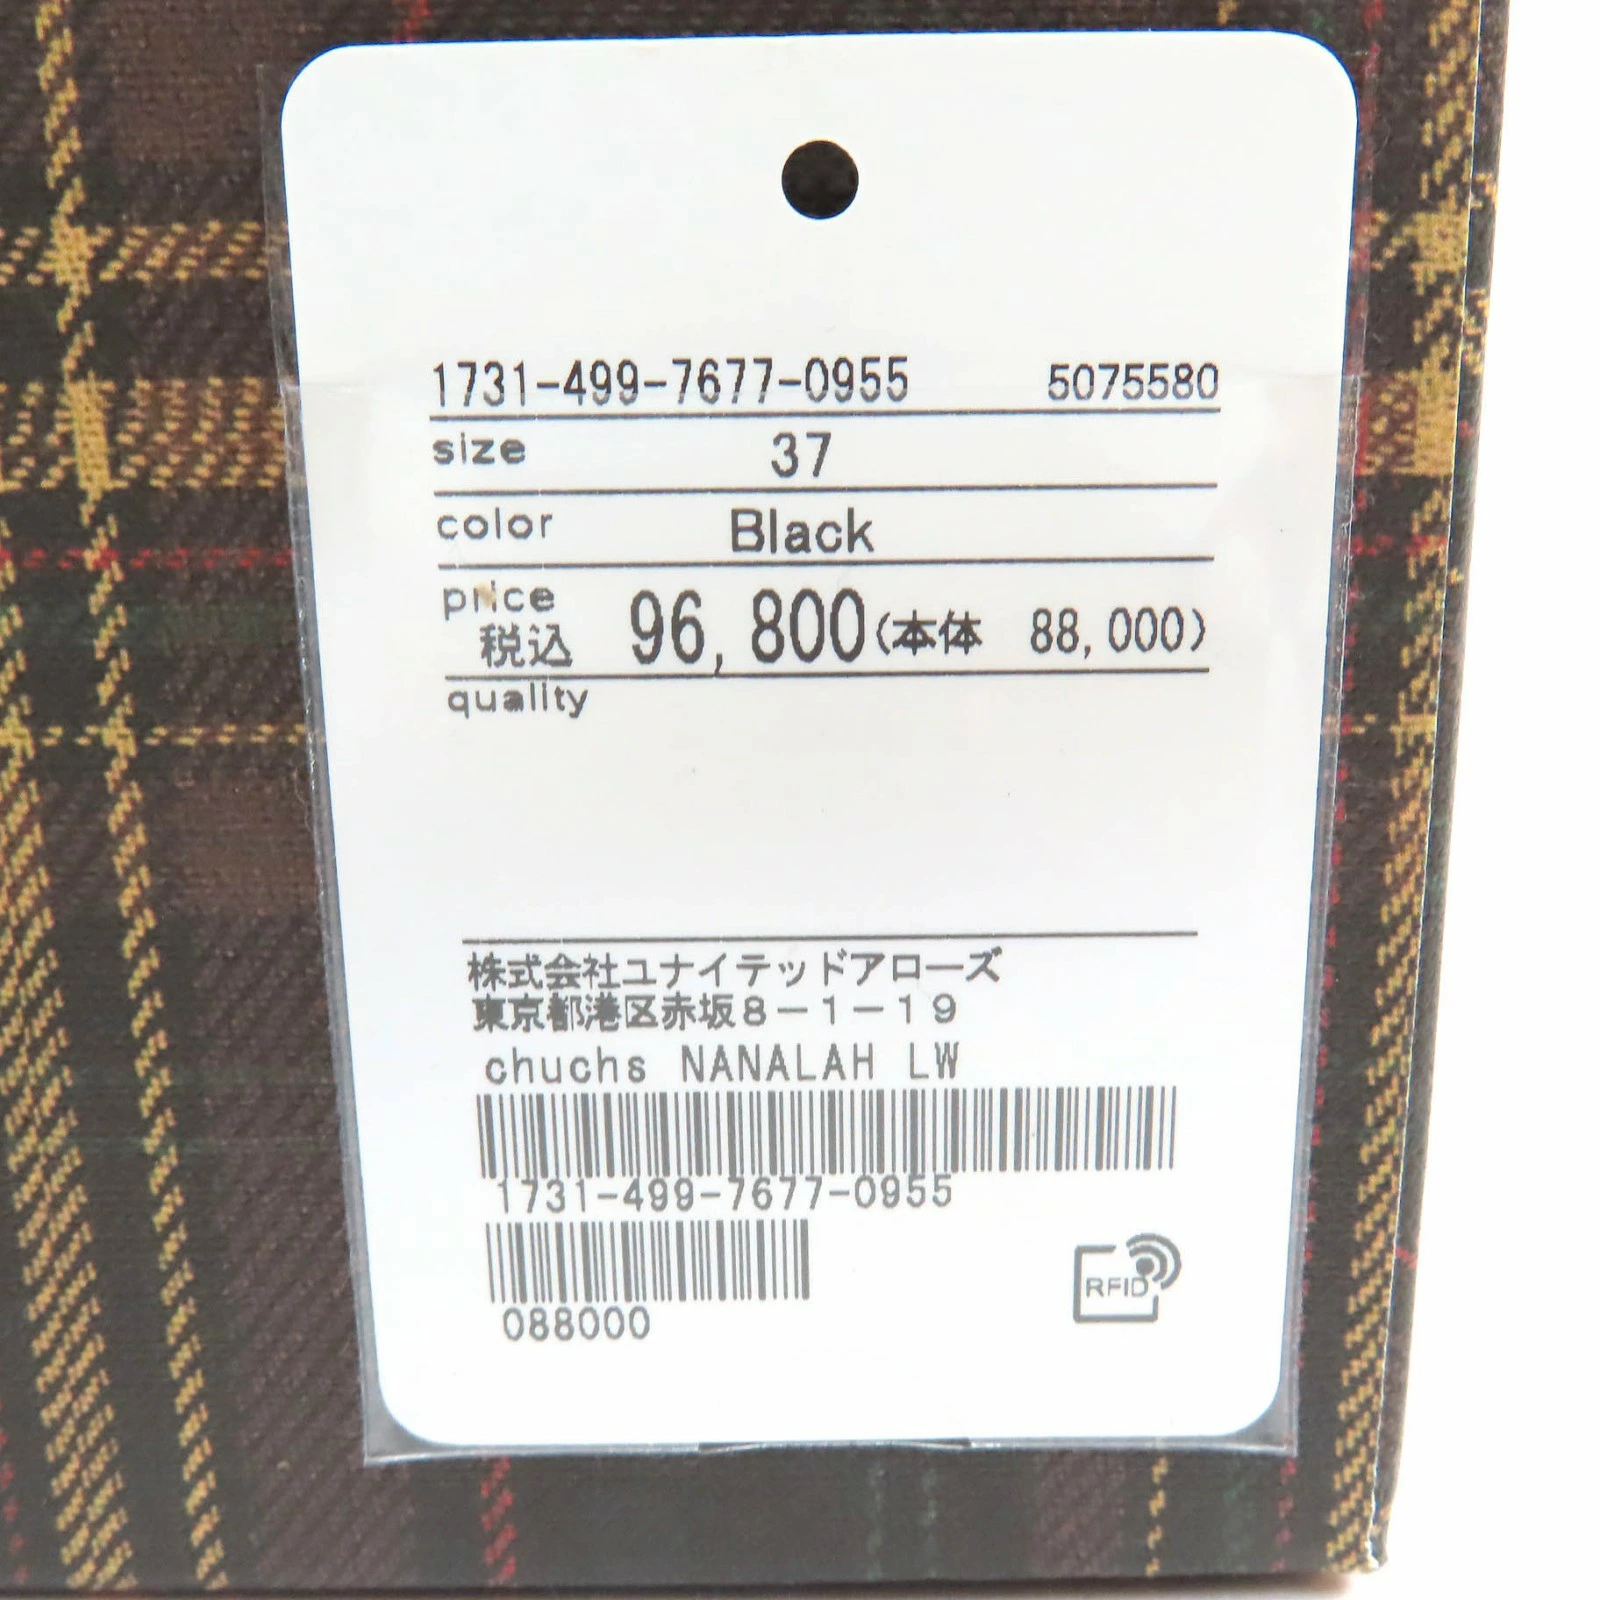 1731-499-7677-0955 5075580
size 37
color Black
price
税込 96,800(本体 88,000)
quality
株式会社ユナイテッドアローズ
東京都港区赤坂8－1－19
chuchs NANALAH LW
1731-499-7677-0955
088000
RFID